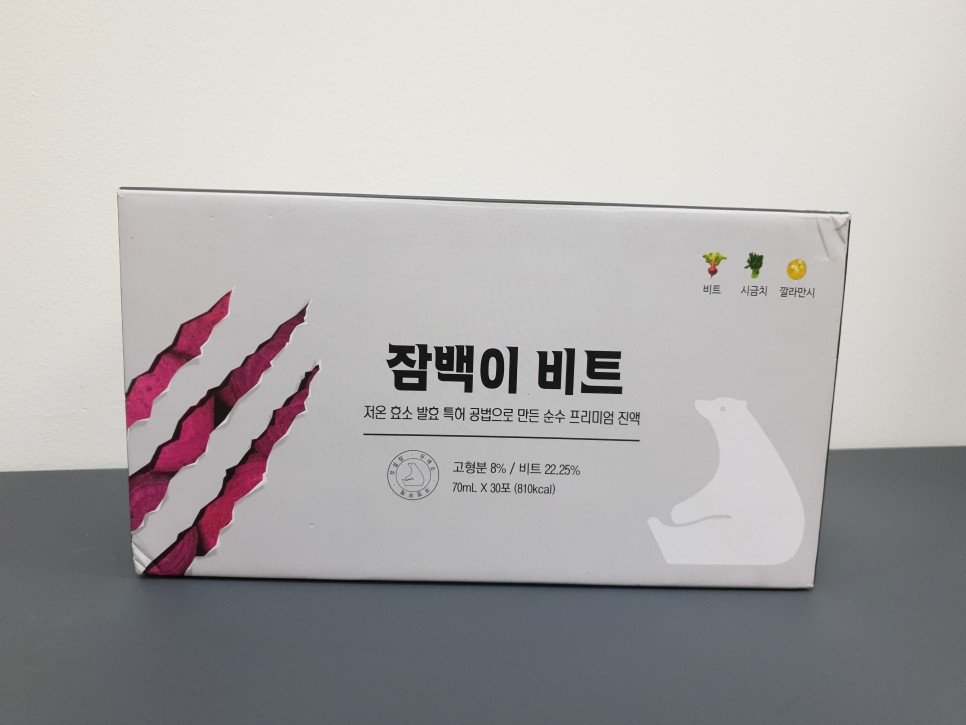 비트 시금치 깔라만시
잠백이 비트
저온 효소 발효 특허 공법으로 만든 순수 프리미엄 진액
고형분 8% / 비트 22.25%
70mL X 30포 (810kcal)